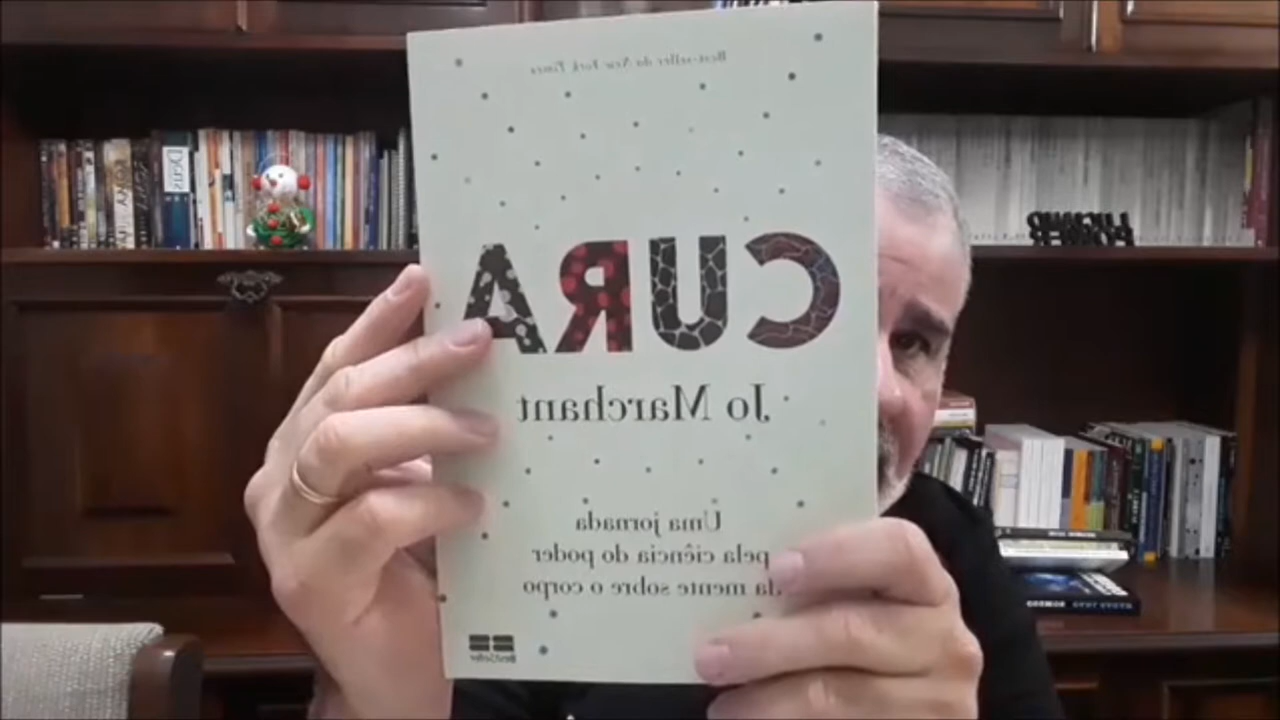 Best-seller do New York Times
CURA
Jo Marchant
Uma jornada
pela ciência do poder
da mente sobre o corpo
BestSeller